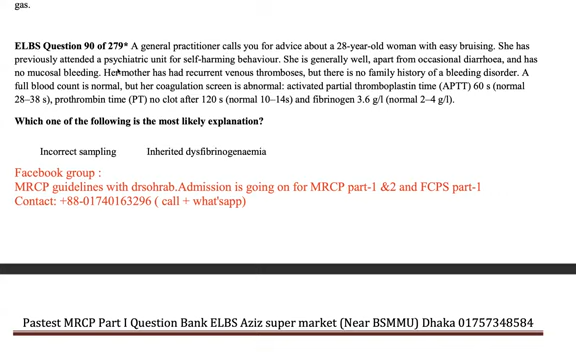 gas.
ELBS Question 90 of 279* A general practitioner calls you for advice about a 28-year-old woman with easy bruising. She has
previously attended a psychiatric unit for self-harming behaviour. She is generally well, apart from occasional diarrhoea, and has
no mucosal bleeding. Her mother has had recurrent venous thromboses, but there is no family history of a bleeding disorder. A
full blood count is normal, but her coagulation screen is abnormal: activated partial thromboplastin time (APTT) 60 s (normal
28–38 s), prothrombin time (PT) no clot after 120 s (normal 10–14s) and fibrinogen 3.6 g/l (normal 2–4 g/l).
Which one of the following is the most likely explanation?
Incorrect sampling Inherited dysfibrinogenaemia
Facebook group :
MRCP guidelines with drsohrab.Admission is going on for MRCP part-1 &2 and FCPS part-1
Contact: +88-01740163296 ( call + what'sapp)
Pastest MRCP Part I Question Bank ELBS Aziz super market (Near BSMMU) Dhaka 01757348584